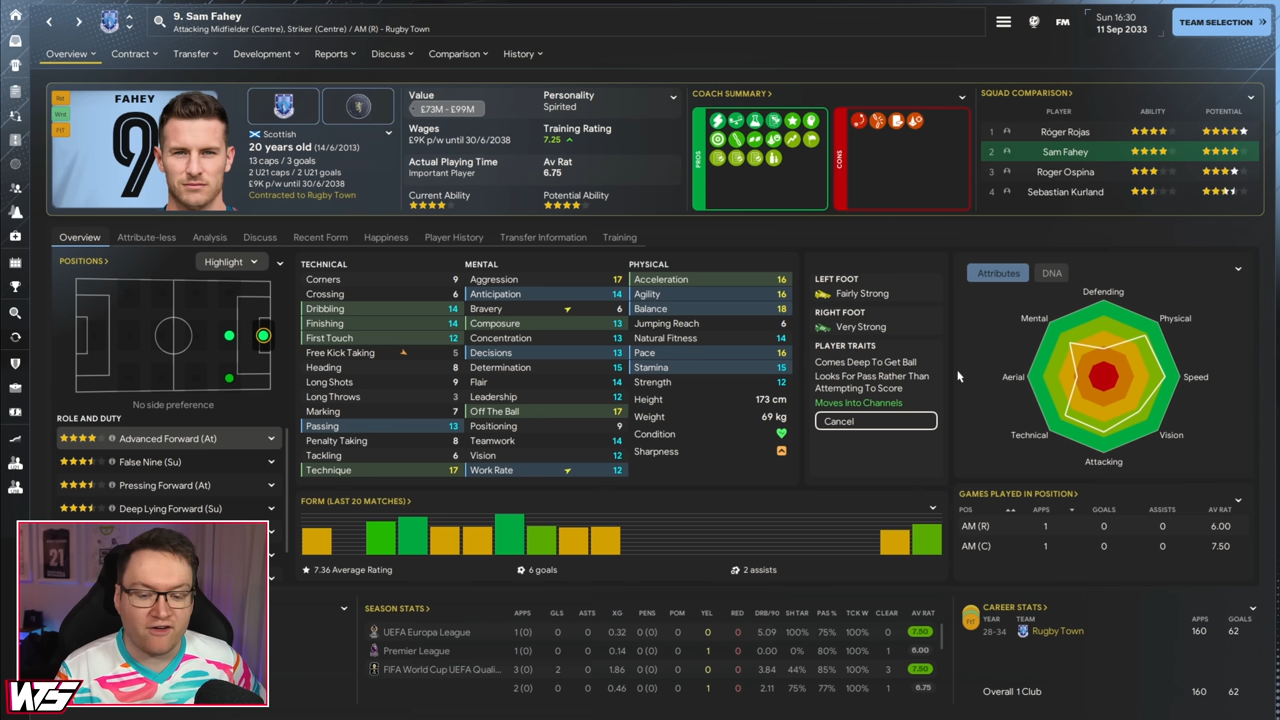 9. Sam Fahey
Attacking Midfielder (Centre), Striker (Centre) / AM (R) - Rugby Town
FM
Sun 16:30
11 Sep 2033
TEAM SELECTION
Overview
Contract
Transfer
Development
Reports
Discuss
Comparison
History
Rst
Wnt
FIT
FAHEY
9
Scottish
20 years old (14/6/2013)
13 caps / 3 goals
2 U21 caps / 2 U21 goals
£9K p/w until 30/6/2038
Contracted to Rugby Town
Value
£73M - £99M
Wages
£9K p/w until 30/6/2038
Actual Playing Time
Important Player
Current Ability
Personality
Spirited
Training Rating
7.25
Av Rat
6.75
Potential Ability
COACH SUMMARY >
PROS
CONS
SQUAD COMPARISON >
PLAYER ABILITY POTENTIAL
1 Róger Rojas
2 Sam Fahey
3 Roger Ospina
4 Sebastian Kurland
Overview
Attribute-less
Analysis
Discuss
Recent Form
Happiness
Player History
Transfer Information
Training
POSITIONS >
Highlight
No side preference
ROLE AND DUTY
Advanced Forward (At)
False Nine (Su)
Pressing Forward (At)
Deep Lying Forward (Su)
TECHNICAL
Corners 9
Crossing 6
Dribbling 14
Finishing 14
First Touch 12
Free Kick Taking 5
Heading 8
Long Shots 9
Long Throws 3
Marking 7
Passing 13
Penalty Taking 8
Tackling 6
Technique 17
MENTAL
Aggression 17
Anticipation 14
Bravery 6
Composure 13
Concentration 13
Decisions 13
Determination 15
Flair 14
Leadership 12
Off The Ball 17
Positioning 9
Teamwork 14
Vision 12
Work Rate 12
PHYSICAL
Acceleration 16
Agility 16
Balance 18
Jumping Reach 6
Natural Fitness 14
Pace 16
Stamina 15
Strength 12
Height 173 cm
Weight 69 kg
Condition
Sharpness
LEFT FOOT
Fairly Strong
RIGHT FOOT
Very Strong
PLAYER TRAITS
Comes Deep To Get Ball
Looks For Pass Rather Than
Attempting To Score
Moves Into Channels
Cancel
Attributes
DNA
Defending
Physical
Speed
Vision
Attacking
Technical
Aerial
Mental
FORM (LAST 20 MATCHES) >
7.36 Average Rating
6 goals
2 assists
GAMES PLAYED IN POSITION >
POS APPS GOALS ASSISTS AV RAT
AM (R) 1 0 0 6.00
AM (C) 1 0 0 7.50
SEASON STATS >
APPS GLS ASTS XG PENS POM YEL RED DRB/90 SH TAR PAS % TCK W CLEAR AV RAT
UEFA Europa League 1 (0) 0 0 0.32 0 (0) 0 0 0 5.09 100% 75% 100% 0 7.50
Premier League 1 (0) 0 0 0.14 0 (0) 0 1 0 0.00 0% 80% 100% 1 6.00
FIFA World Cup UEFA Quali... 3 (0) 2 0 1.86 0 (0) 0 0 0 3.84 44% 85% 100% 3 7.50
2 (0) 0 0 0.46 0 (0) 0 1 0 2.11 75% 77% 100% 1 6.75
CAREER STATS >
YEAR TEAM APPS GOALS
FIT
28-34 Rugby Town 160 62
Overall 1 Club 160 62
21
WTS